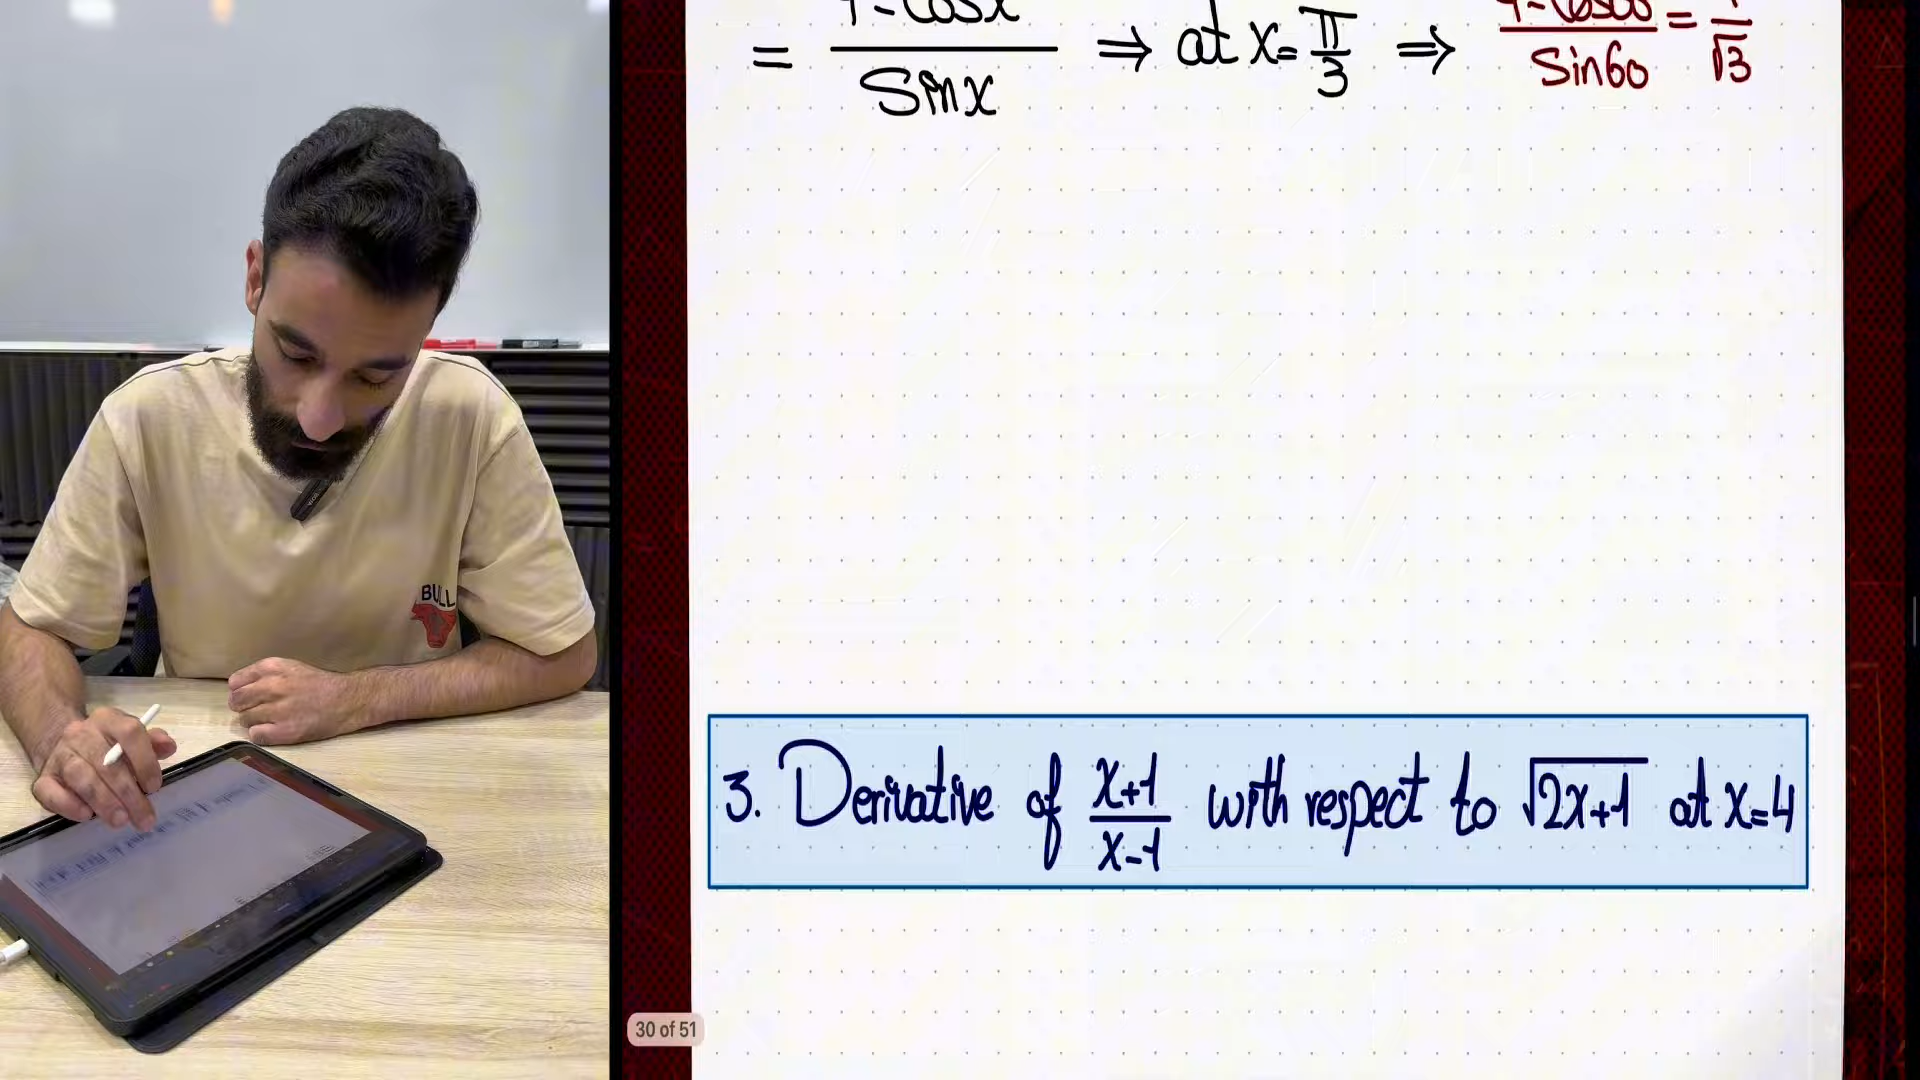 = 1-Cosx / Sinx ⇒ at x = π/3 ⇒ 1-Cos60 / Sin60 = 1/√3
BULL
3. Derivative of x+1 / x-1 with respect to √2x+1 at x=4
30 of 51